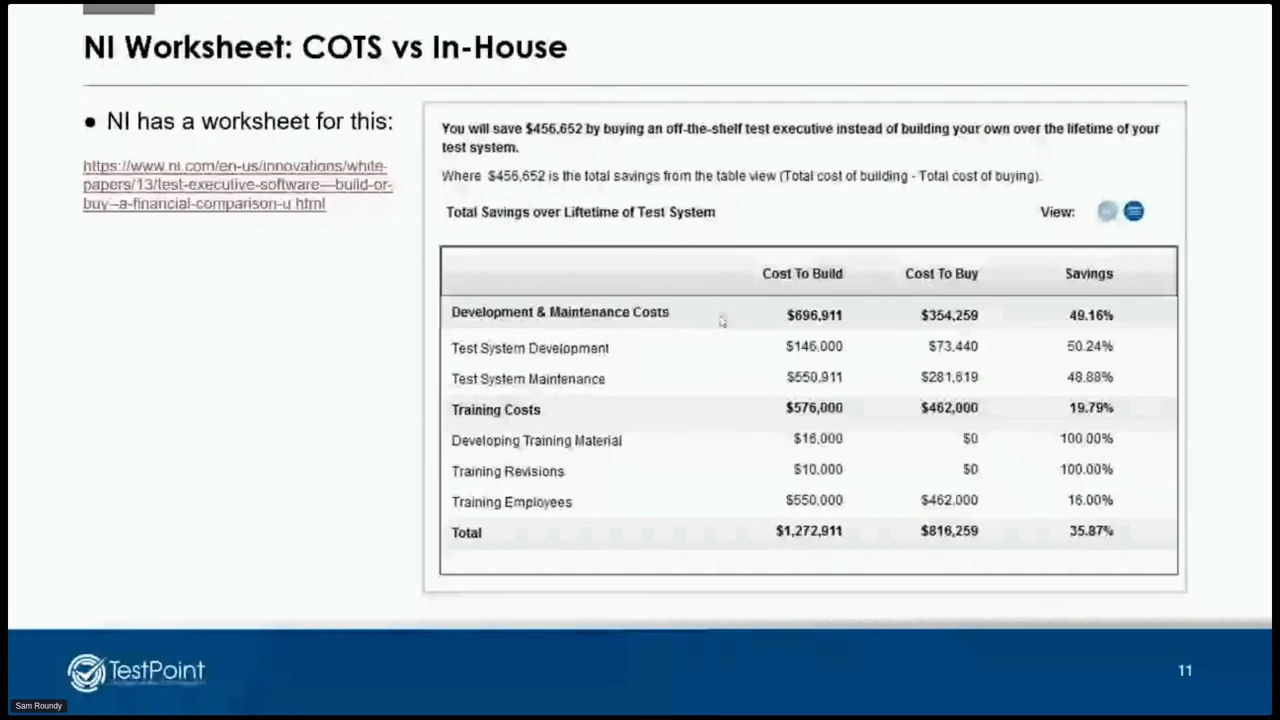 NI Worksheet: COTS vs In-House
● NI has a worksheet for this:
https://www.ni.com/en-us/innovations/white-
papers/13/test-executive-software—build-or-
buy--a-financial-comparison-u.html
You will save $456,652 by buying an off-the-shelf test executive instead of building your own over the lifetime of your
test system.
Where $456,652 is the total savings from the table view (Total cost of building - Total cost of buying).
Total Savings over Liftetime of Test System View:
Cost To Build Cost To Buy Savings
Development & Maintenance Costs $696,911 $354,259 49.16%
Test System Development $146,000 $73,440 50.24%
Test System Maintenance $550,911 $281,619 48.88%
Training Costs $576,000 $462,000 19.79%
Developing Training Material $16,000 $0 100.00%
Training Revisions $10,000 $0 100.00%
Training Employees $550,000 $462,000 16.00%
Total $1,272,911 $816,259 35.87%
TestPoint
11
Sam Roundy